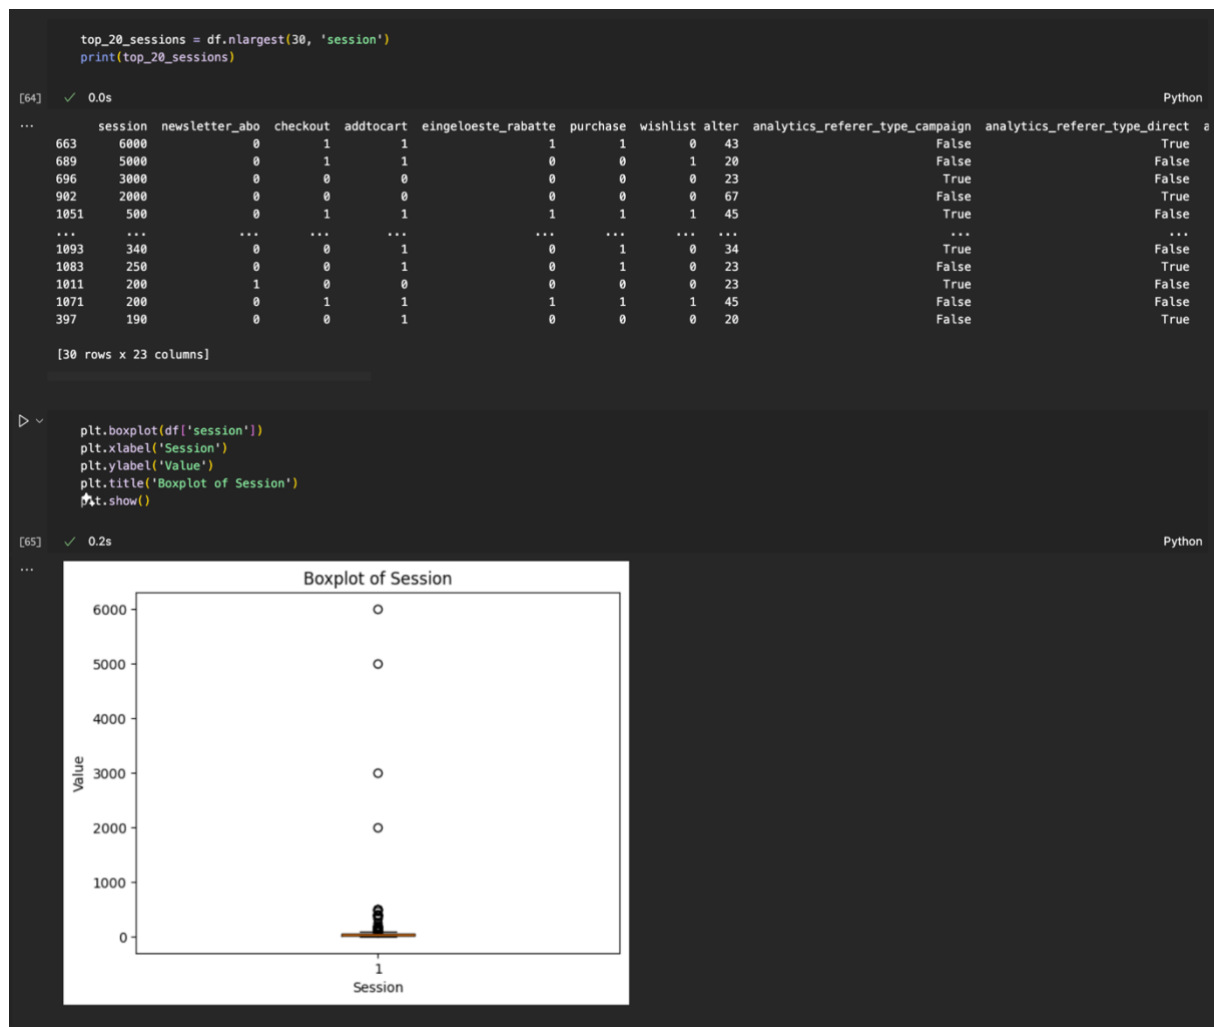 top_20_sessions = df.nlargest(30, 'session')
print(top_20_sessions)
[64] ✓ 0.0s Python
... session newsletter_abo checkout addtocart eingeloeste_rabatte purchase wishlist alter analytics_referer_type_campaign analytics_referer_type_direct a
663 6000 0 1 1 1 1 0 43 False True
689 5000 0 1 1 0 0 1 20 False False
696 3000 0 0 0 0 0 0 23 True False
902 2000 0 0 0 0 0 0 67 False True
1051 500 0 1 1 1 1 1 45 True False
... ... ... ... ... ... ... ... ... ... ...
1093 340 0 0 1 0 1 0 34 True False
1083 250 0 0 1 0 1 0 23 False True
1011 200 1 0 0 0 0 0 23 True False
1071 200 0 1 1 1 1 1 45 False False
397 190 0 0 1 0 0 0 20 False True
[30 rows x 23 columns]
plt.boxplot(df['session'])
plt.xlabel('Session')
plt.ylabel('Value')
plt.title('Boxplot of Session')
plt.show()
[65] ✓ 0.2s Python
...
Boxplot of Session
6000
5000
4000
3000
2000
1000
0
Value
1
Session